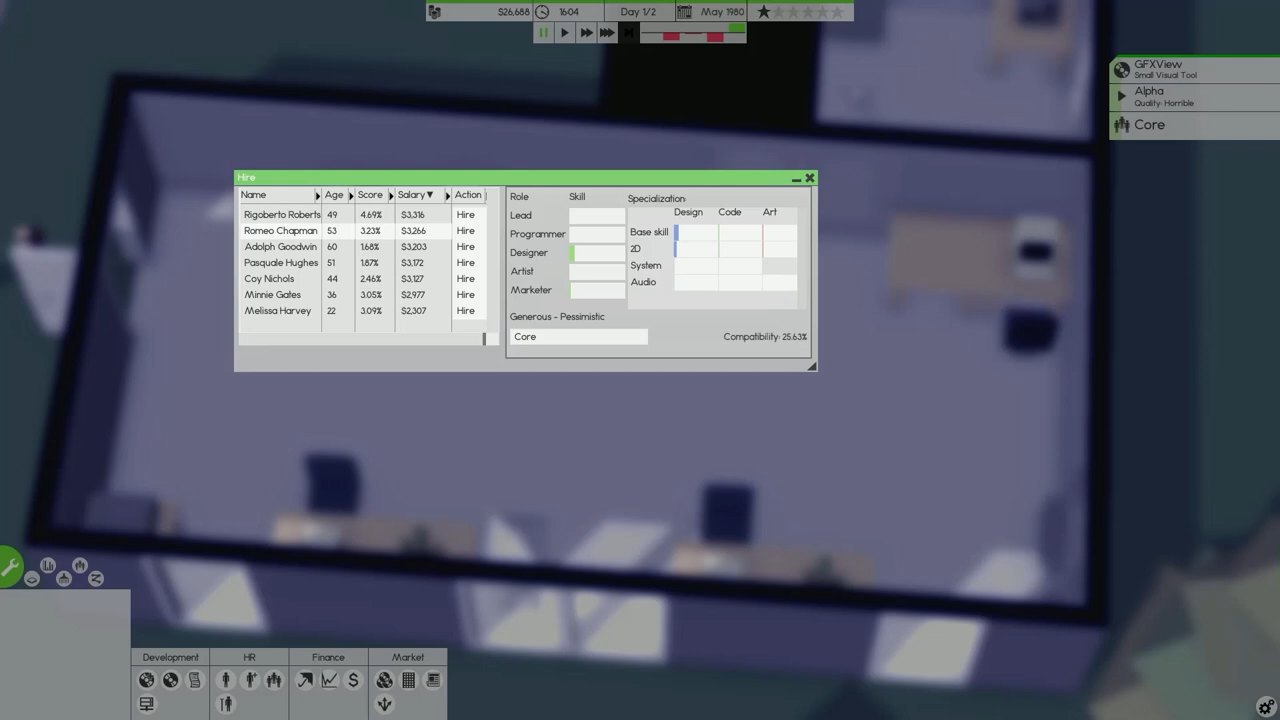 $26,688 16:04 Day 1/2 May 1980
GFXView
Small Visual Tool
Alpha
Quality: Horrible
Core
Hire
Name Age Score Salary▼ Action
Rigoberto Roberts 49 4.69% $3,316 Hire
Romeo Chapman 53 3.23% $3,266 Hire
Adolph Goodwin 60 1.68% $3,203 Hire
Pasquale Hughes 51 1.87% $3,172 Hire
Coy Nichols 44 2.46% $3,127 Hire
Minnie Gates 36 3.05% $2,977 Hire
Melissa Harvey 22 3.09% $2,307 Hire
Role Skill Specialization
Lead
Programmer
Designer
Artist
Marketer
Design Code Art
Base skill
2D
System
Audio
Generous - Pessimistic
Core Compatibility: 25.63%
Development HR Finance Market